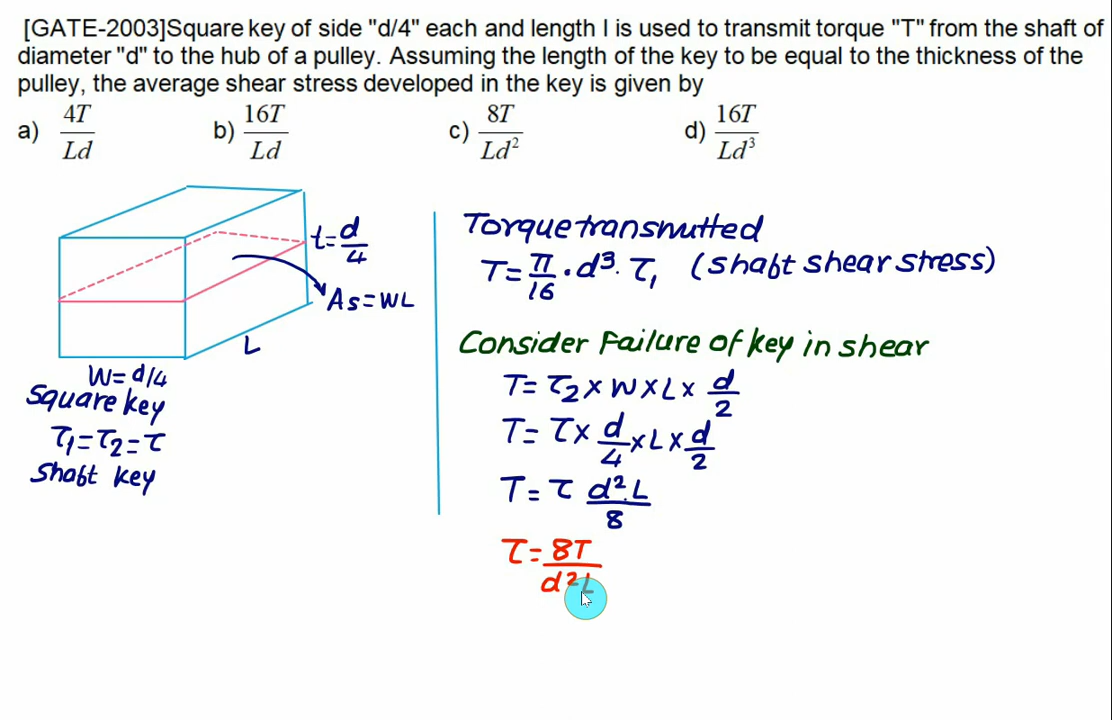 [GATE-2003]Square key of side "d/4" each and length l is used to transmit torque "T" from the shaft of
diameter "d" to the hub of a pulley. Assuming the length of the key to be equal to the thickness of the
pulley, the average shear stress developed in the key is given by
a) 4T/Ld b) 16T/Ld c) 8T/Ld² d) 16T/Ld³
t=d/4
As=WL
L
W=d/4
Square key
τ₁=τ₂=τ
Shaft key
Torque transmitted
T=π/16·d³·τ₁ (shaft shear stress)
Consider Failure of key in shear
T=τ₂×W×L×d/2
T=τ×d/4×L×d/2
T=τ d²·L/8
τ=8T/d²L